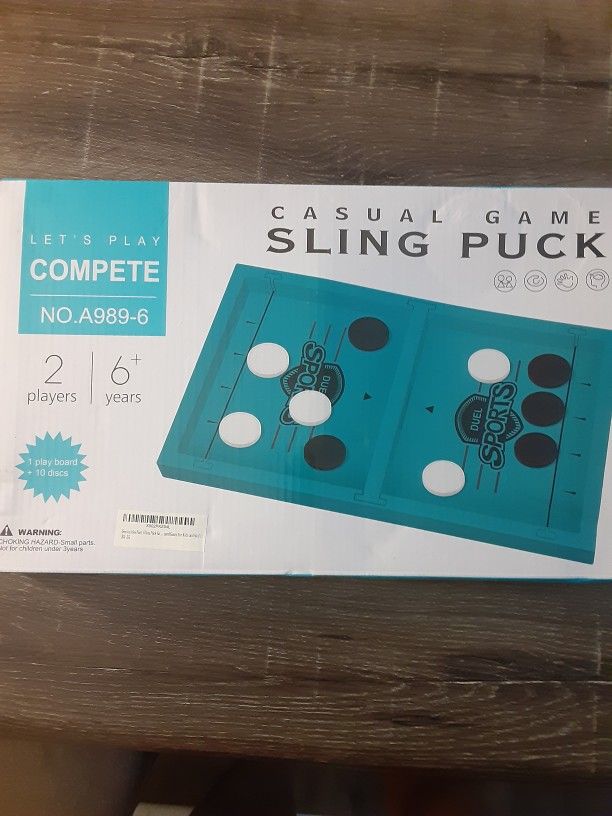 CASUAL GAME
SLING PUCK
LET'S PLAY
COMPETE
NO.A989-6
2
players
6+
years
1 play board
+ 10 discs
SPORTS
DUEL
DUEL
SPORTS
WARNING:
CHOKING HAZARD-Small parts.
Not for children under 3years